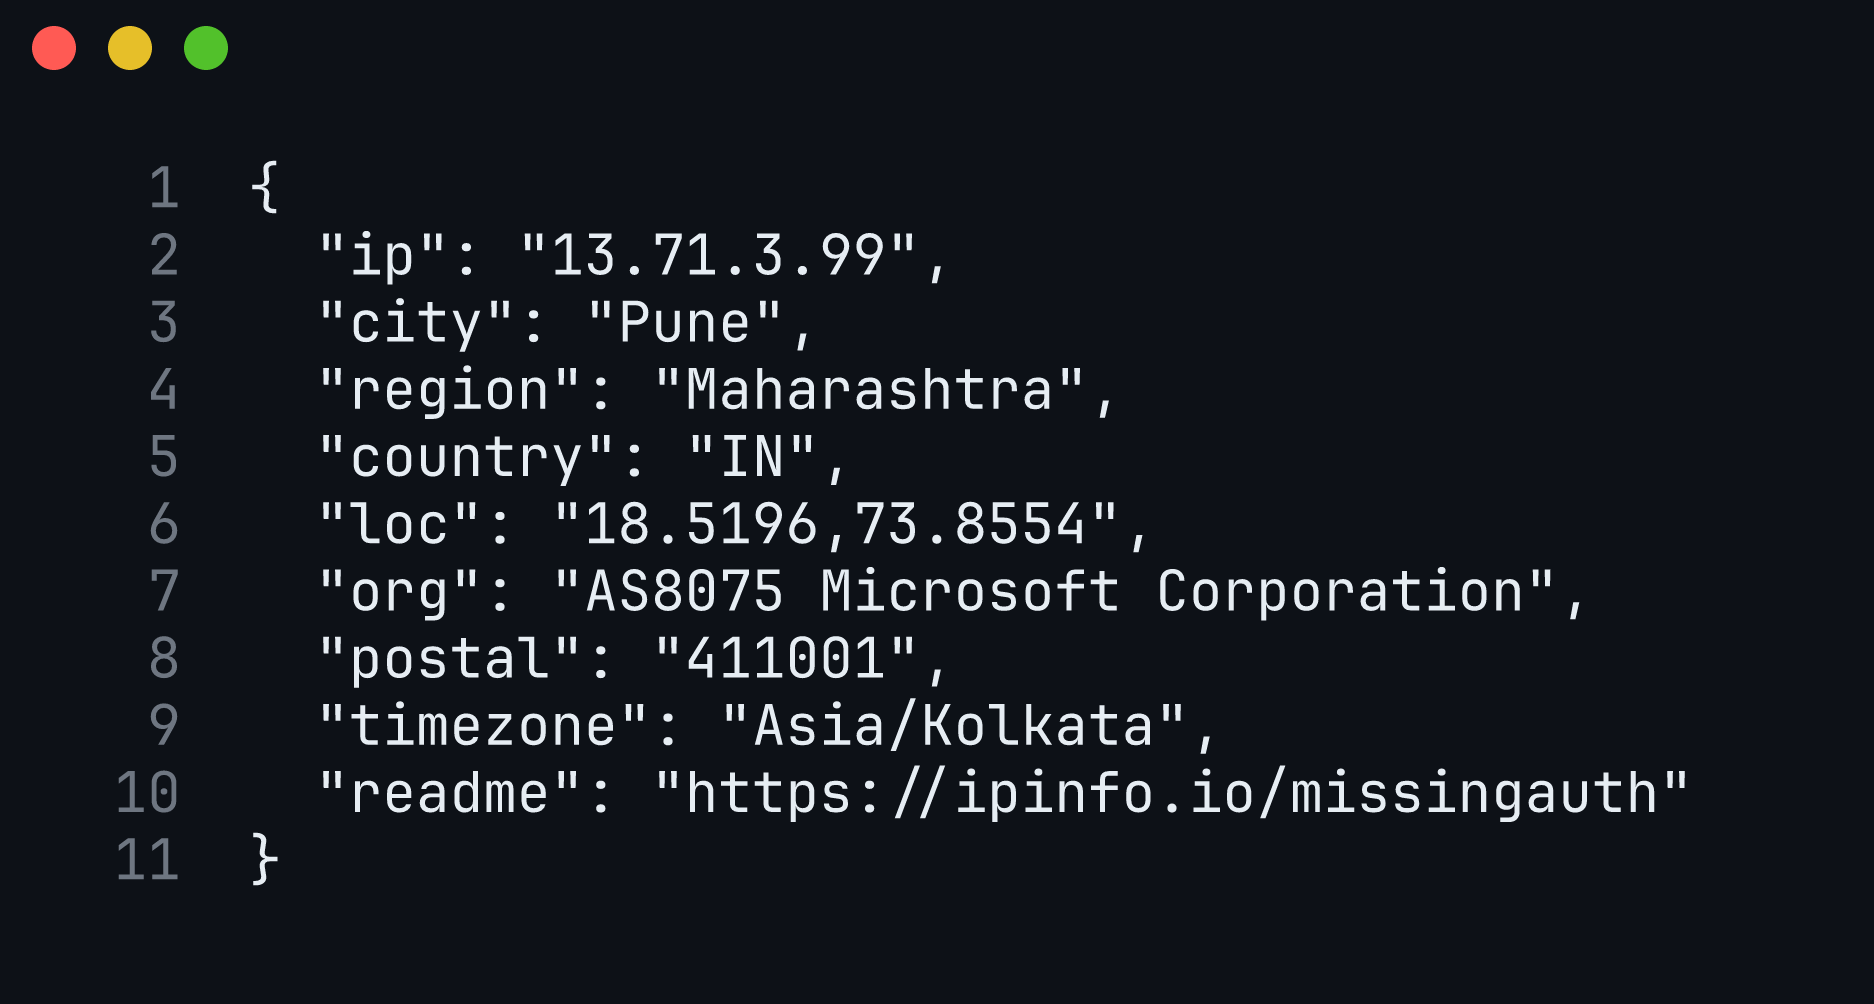 1 {
2   "ip": "13.71.3.99",
3   "city": "Pune",
4   "region": "Maharashtra",
5   "country": "IN",
6   "loc": "18.5196,73.8554",
7   "org": "AS8075 Microsoft Corporation",
8   "postal": "411001",
9   "timezone": "Asia/Kolkata",
10   "readme": "https://ipinfo.io/missingauth"
11 }